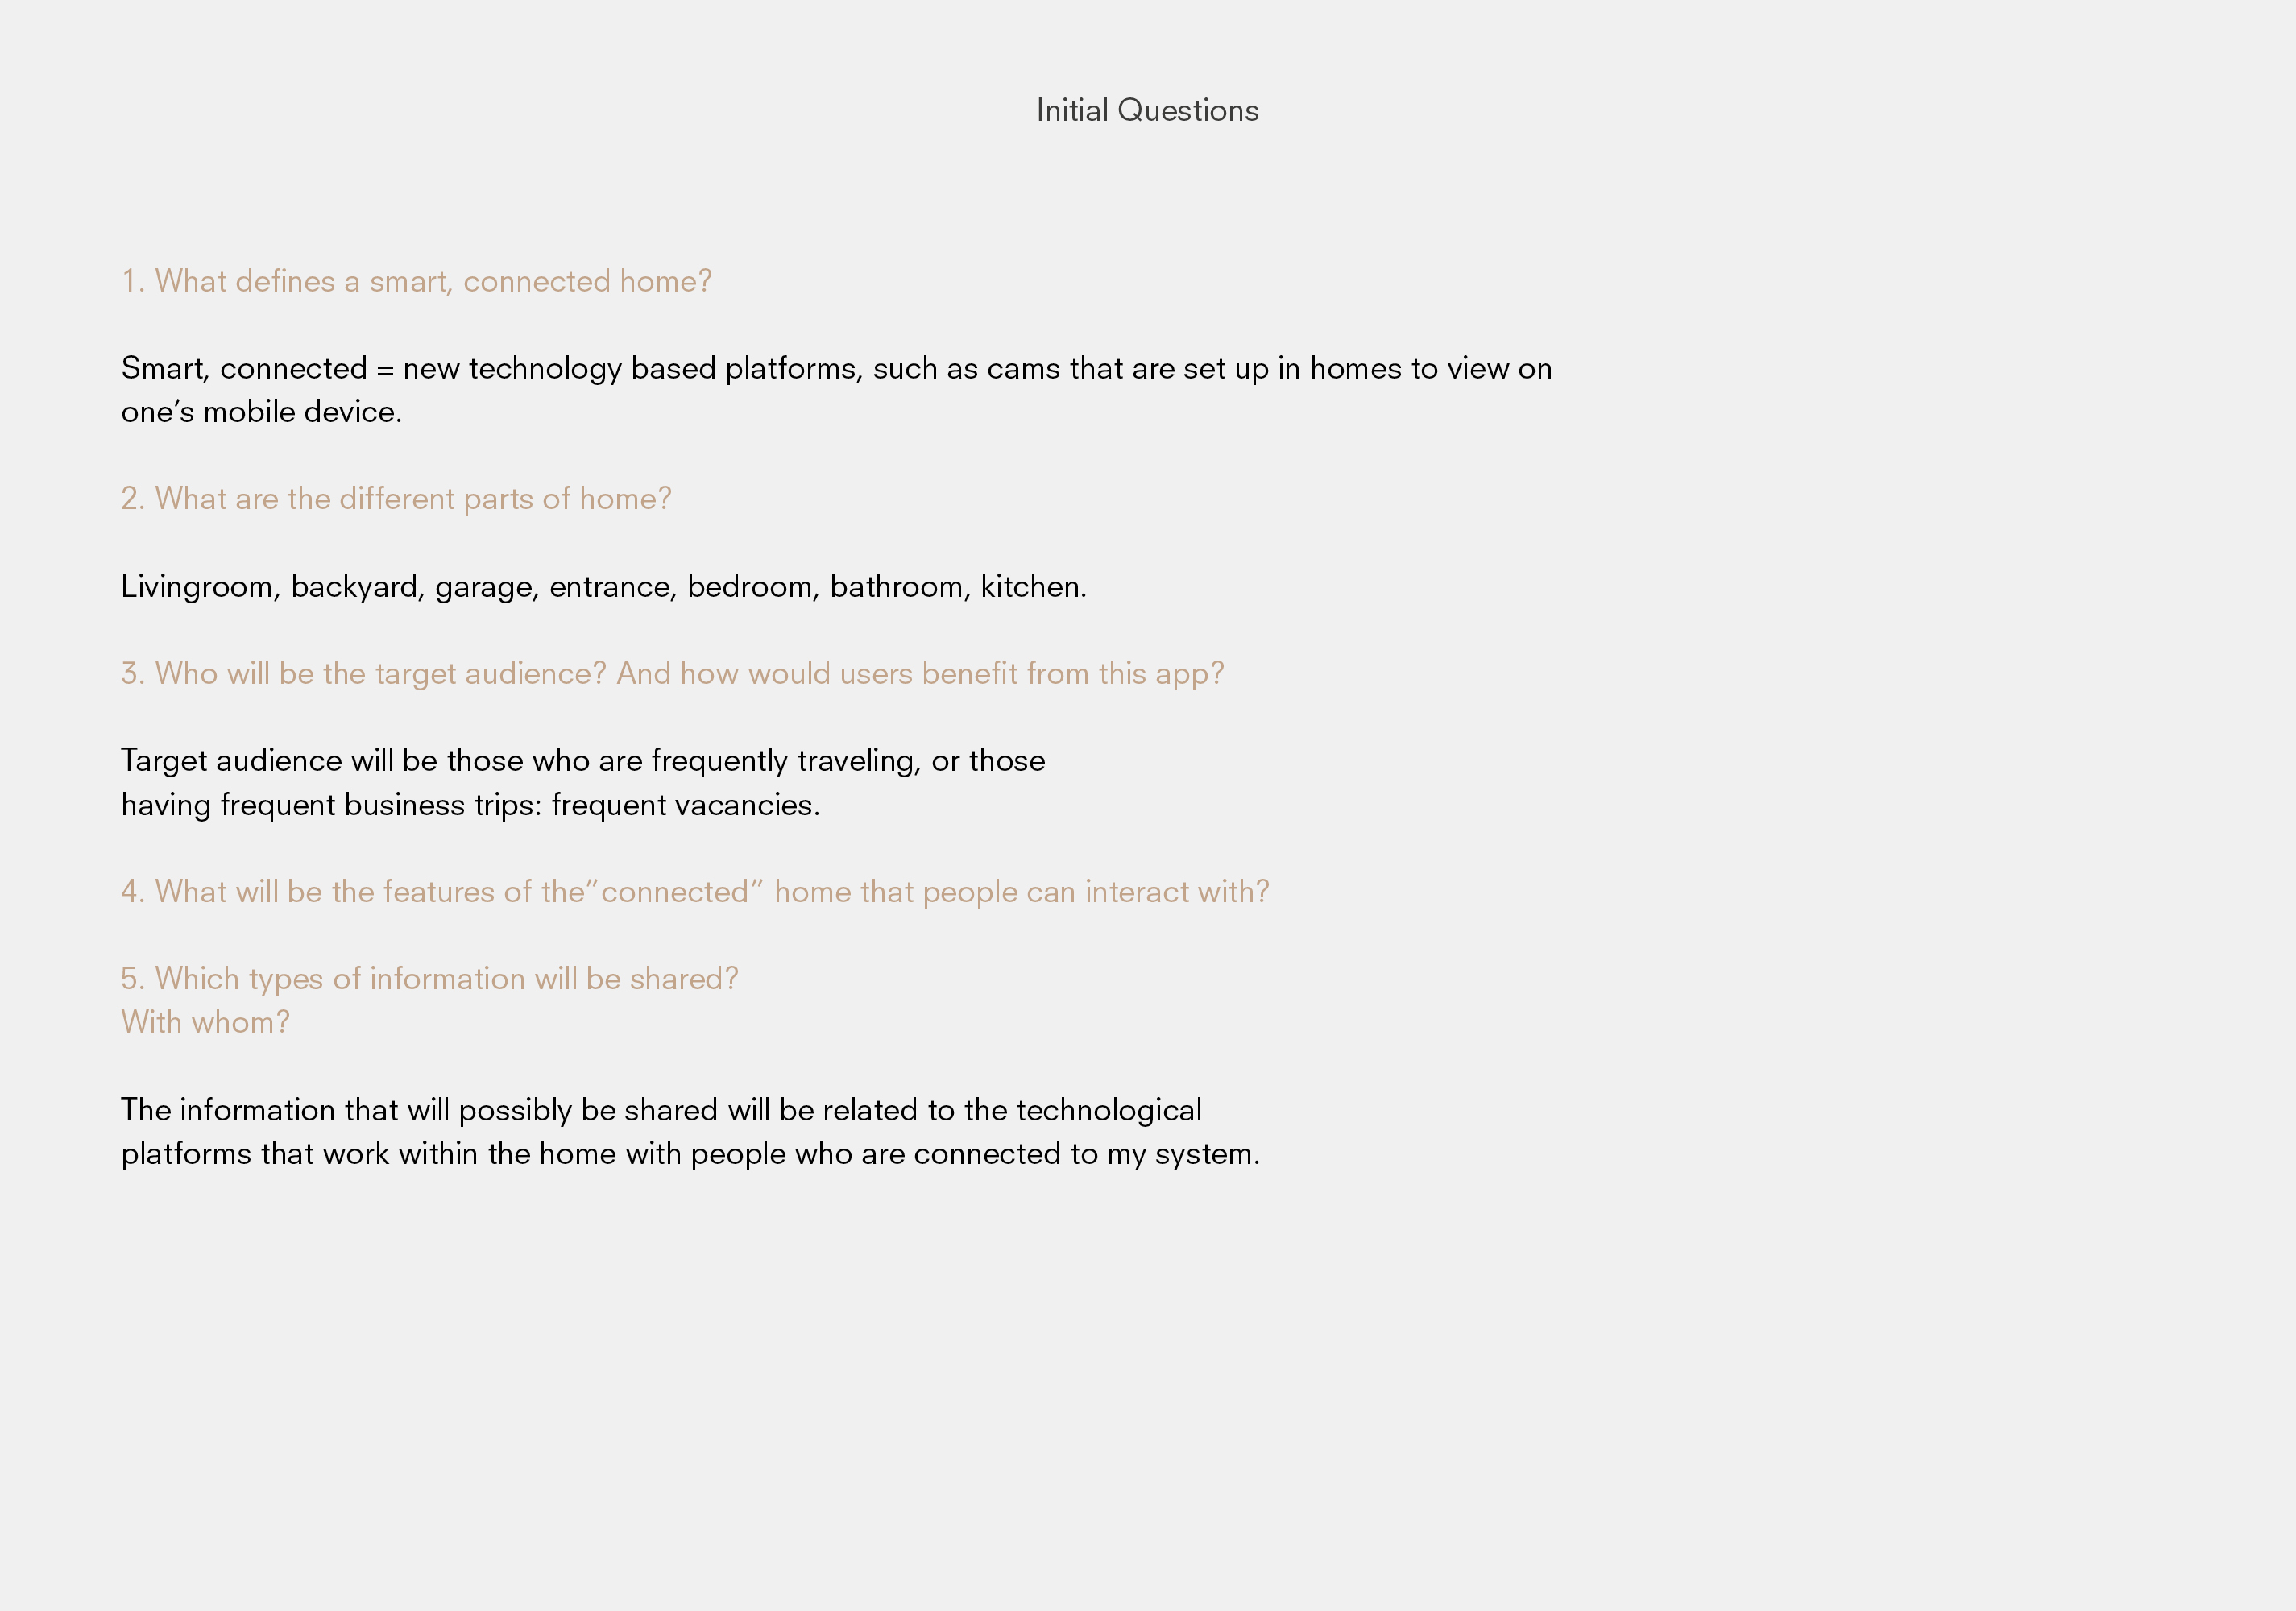 Initial Questions
1. What defines a smart, connected home?
Smart, connected = new technology based platforms, such as cams that are set up in homes to view on
one’s mobile device.
2. What are the different parts of home?
Livingroom, backyard, garage, entrance, bedroom, bathroom, kitchen.
3. Who will be the target audience? And how would users benefit from this app?
Target audience will be those who are frequently traveling, or those
having frequent business trips: frequent vacancies.
4. What will be the features of the”connected” home that people can interact with?
5. Which types of information will be shared?
With whom?
The information that will possibly be shared will be related to the technological
platforms that work within the home with people who are connected to my system.